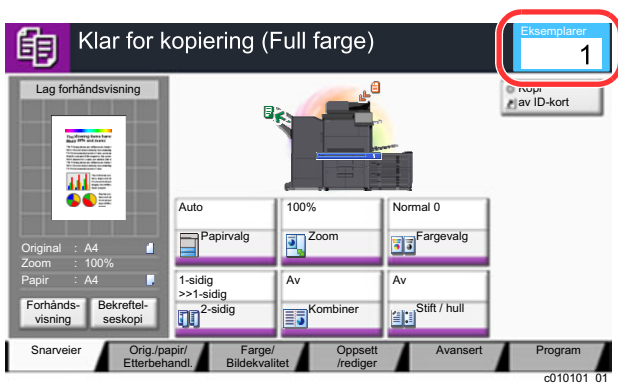 Klar for kopiering (Full farge)
Eksemplarer
1
Lag forhåndsvisning
Kopi
av ID-kort
Original : A4
Zoom : 100%
Papir : A4
Forhånds-
visning
Bekreftel-
seskopi
1
Auto
Papirvalg
100%
Zoom
Normal 0
Fargevalg
1-sidig
>>1-sidig
2-sidig
Av
Kombiner
Av
Stift / hull
Snarveier
Orig./papir/
Etterbehandl.
Farge/
Bildekvalitet
Oppsett
/rediger
Avansert
Program
c010101_01